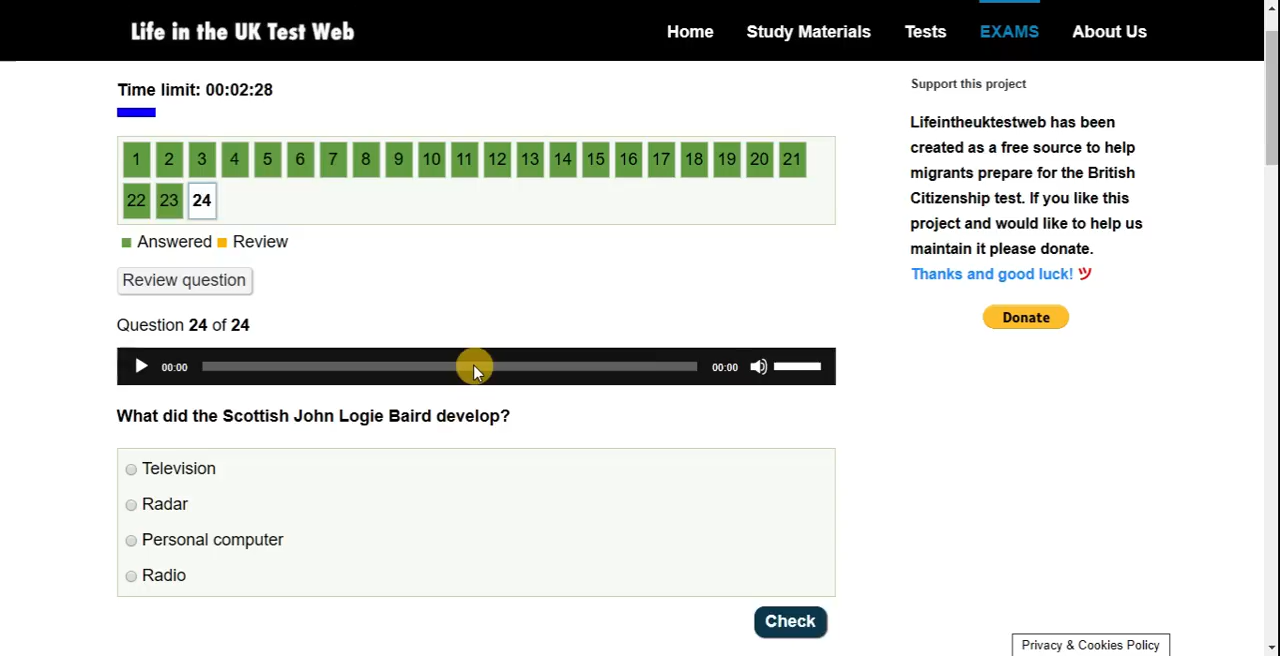 Life in the UK Test Web
Home Study Materials Tests EXAMS About Us
Time limit: 00:02:28
1 2 3 4 5 6 7 8 9 10 11 12 13 14 15 16 17 18 19 20 21
22 23 24
Answered Review
Review question
Question 24 of 24
00:00 00:00
What did the Scottish John Logie Baird develop?
Television
Radar
Personal computer
Radio
Check
Support this project
Lifeintheuktestweb has been
created as a free source to help
migrants prepare for the British
Citizenship test. If you like this
project and would like to help us
maintain it please donate.
Thanks and good luck! ツ
Donate
Privacy & Cookies Policy